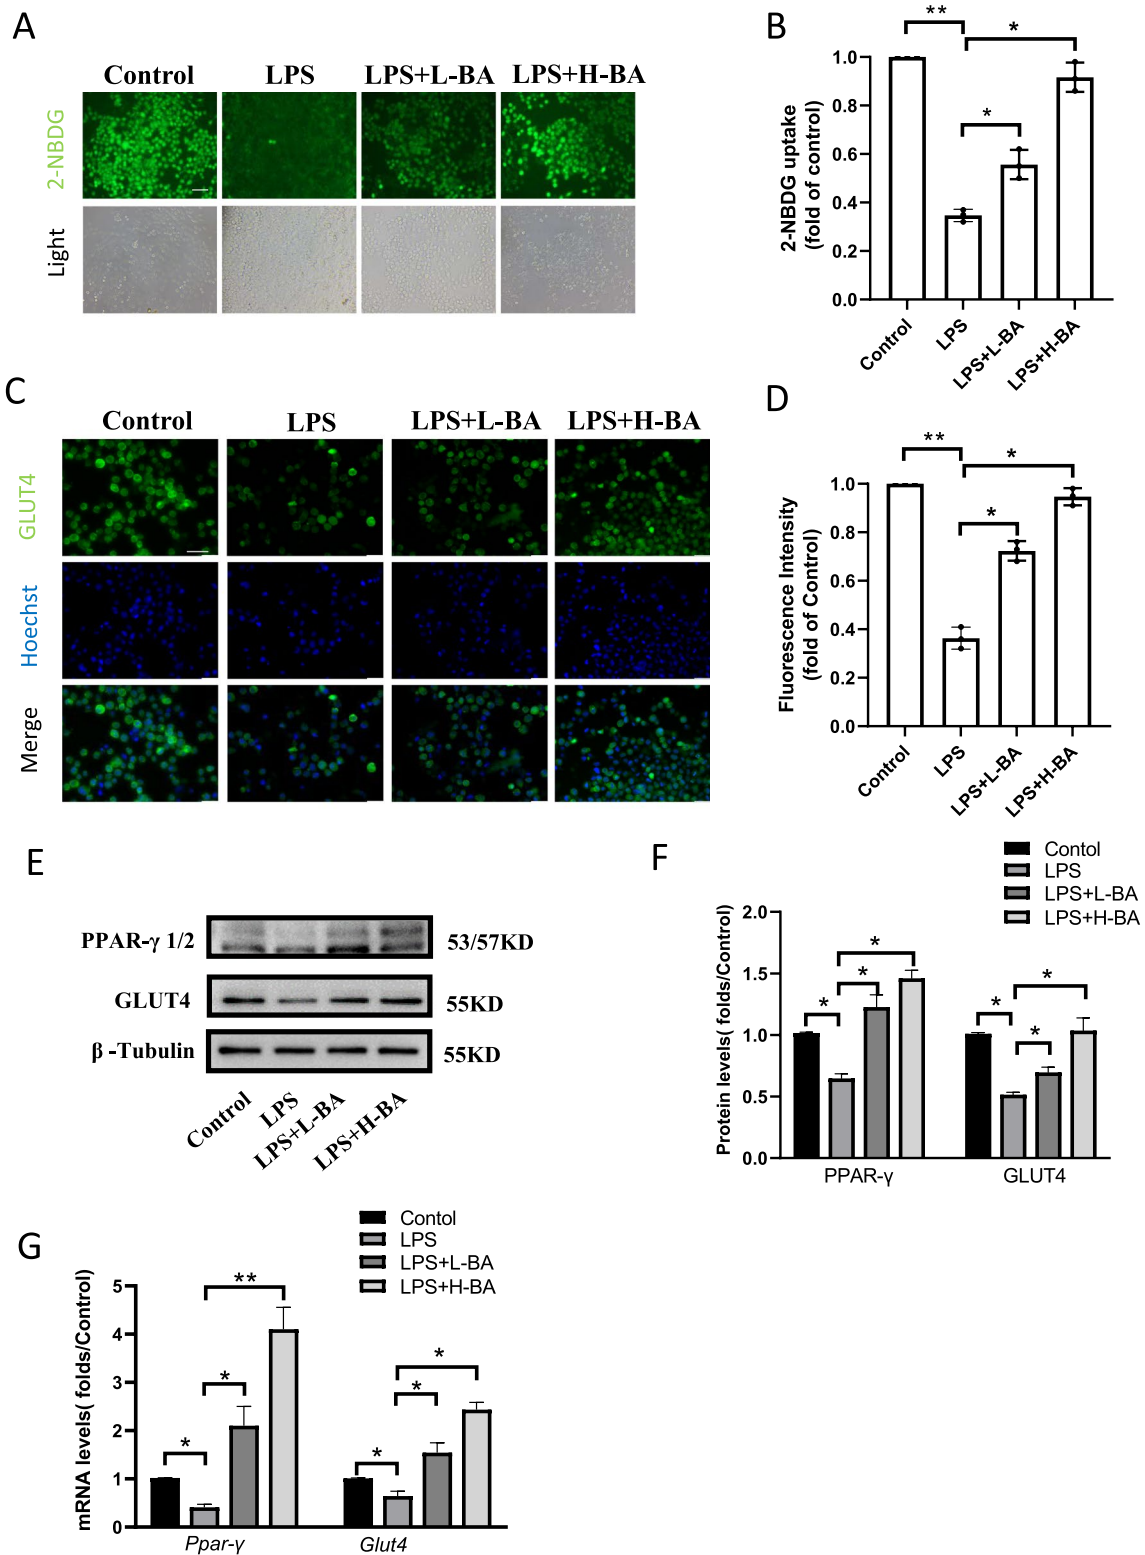 A
Control LPS LPS+L-BA LPS+H-BA
2-NBDG
Light
B
** *
*
2-NBDG uptake
(fold of control)
1.0
0.8
0.6
0.4
0.2
0.0
Control LPS LPS+L-BA LPS+H-BA
C
Control LPS LPS+L-BA LPS+H-BA
GLUT4
Hoechst
Merge
D
** *
*
Fluorescence Intensity
(fold of Control)
1.0
0.8
0.6
0.4
0.2
0.0
Control LPS LPS+L-BA LPS+H-BA
E
PPAR-γ 1/2 53/57KD
GLUT4 55KD
β -Tubulin 55KD
Control LPS LPS+L-BA LPS+H-BA
F
Contol
LPS
LPS+L-BA
LPS+H-BA
Protein levels( folds/Control)
2.0
1.5
1.0
0.5
0.0
* * *
* * *
PPAR-γ GLUT4
G
Contol
LPS
LPS+L-BA
LPS+H-BA
mRNA levels( folds/Control)
5
4
3
2
1
0
* * **
* * *
Ppar-γ Glut4